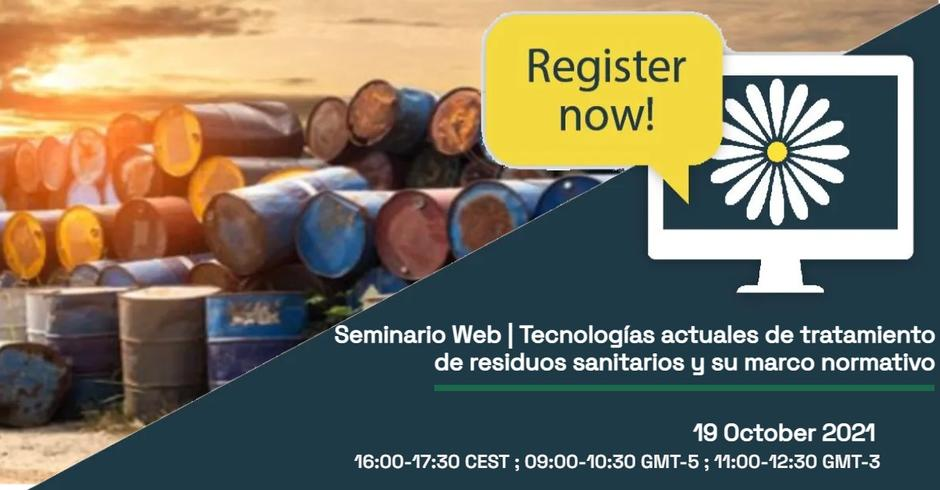 Register
now!
Seminario Web | Tecnologías actuales de tratamiento
de residuos sanitarios y su marco normativo
19 October 2021
16:00-17:30 CEST ; 09:00-10:30 GMT-5 ; 11:00-12:30 GMT-3